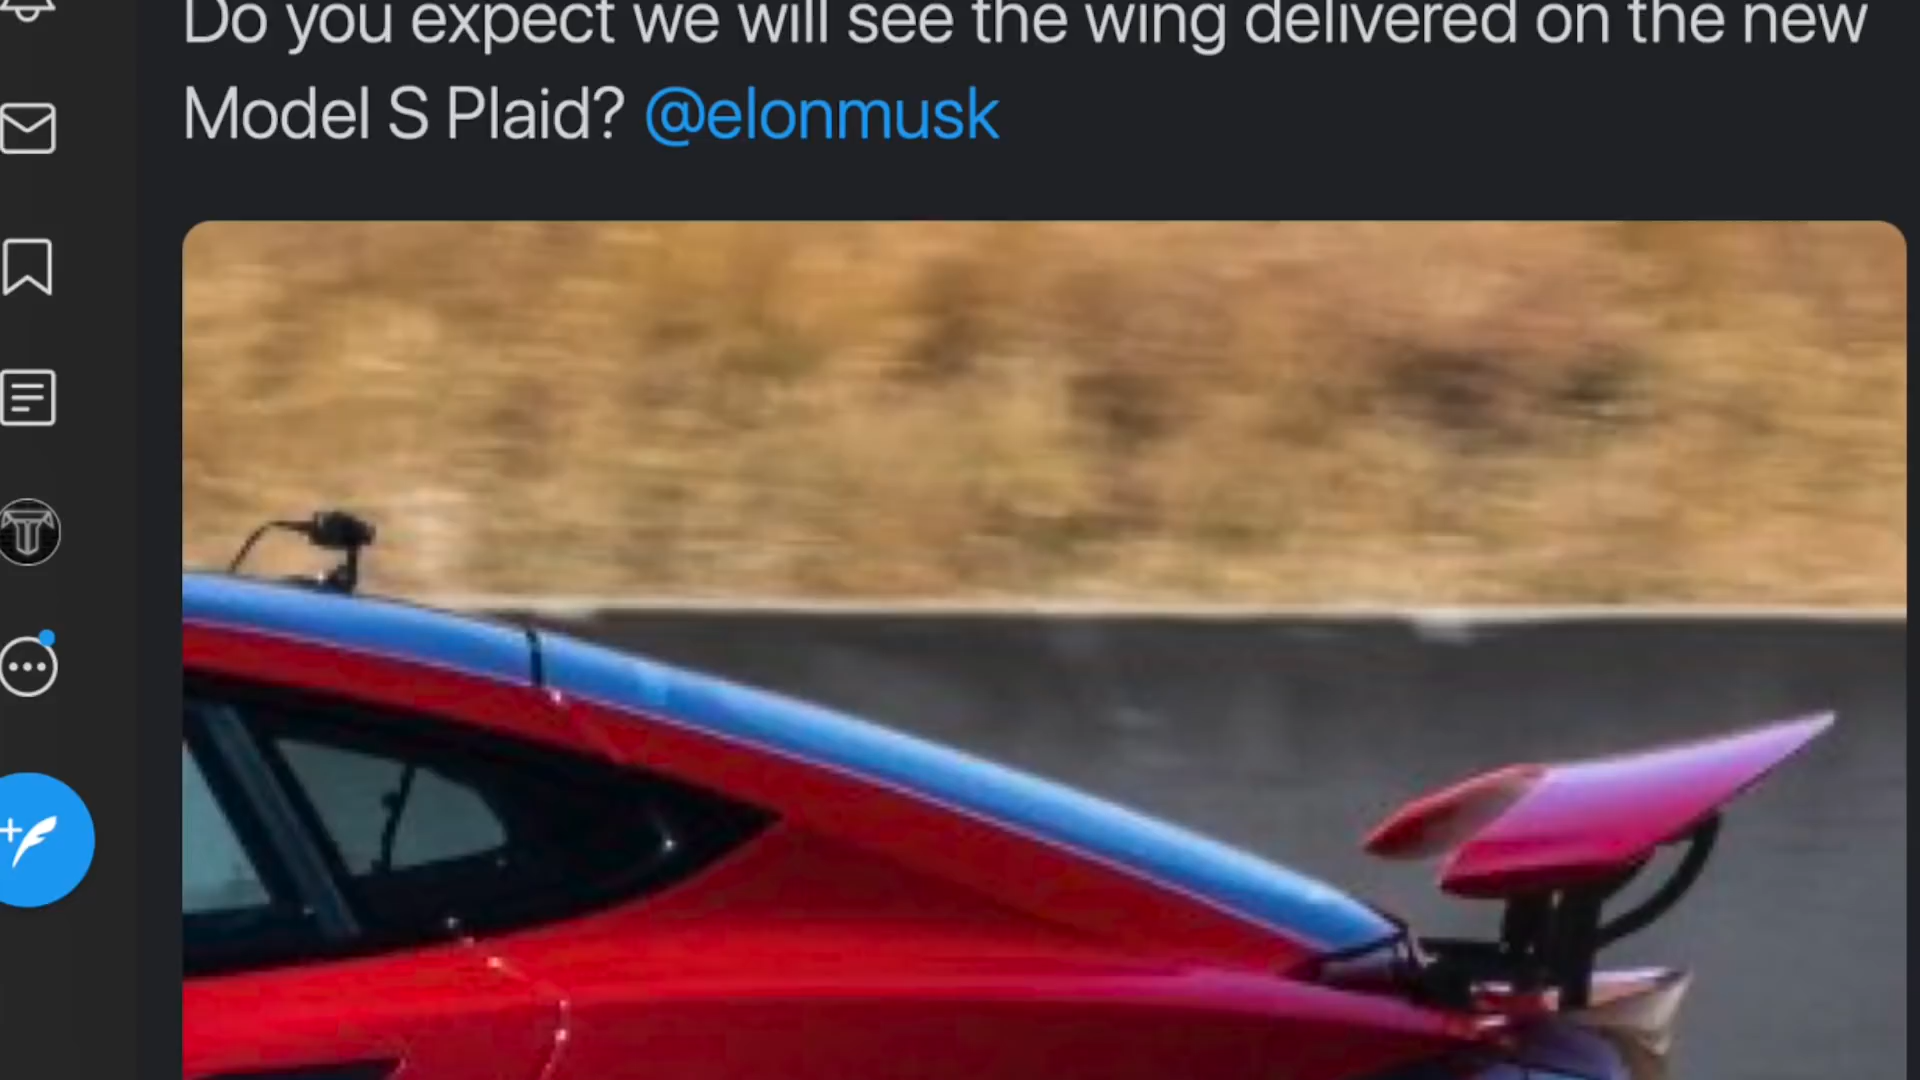 Do you expect we will see the wing delivered on the new
Model S Plaid? @elonmusk